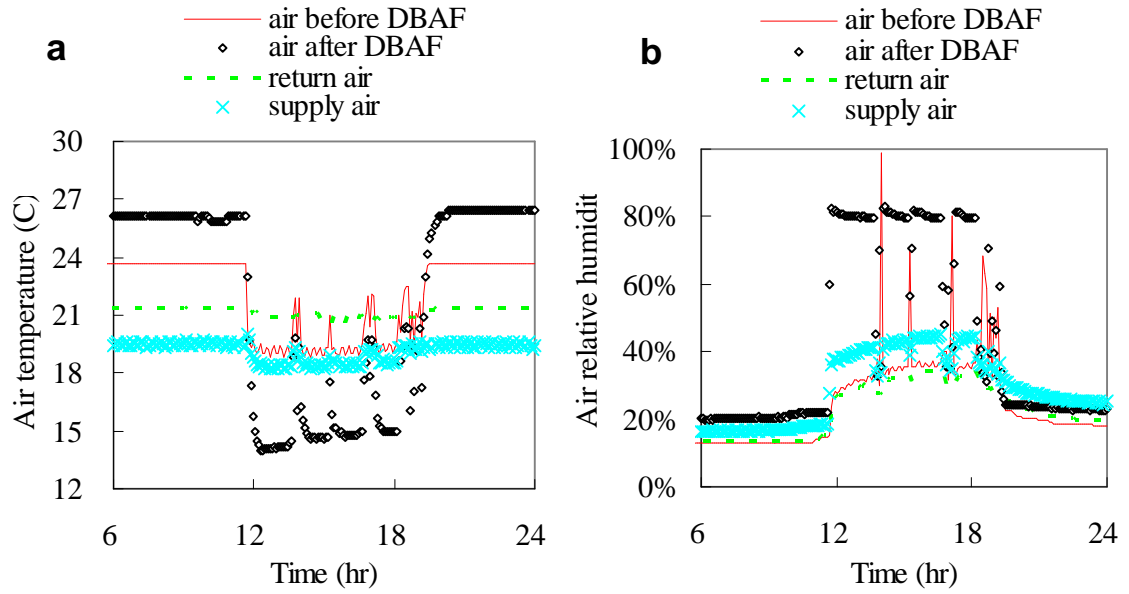 a
air before DBAF
air after DBAF
return air
supply air
Air temperature (C)
30
27
24
21
18
15
12
6
12
18
24
Time (hr)
b
air before DBAF
air after DBAF
return air
supply air
Air relative humidit
100%
80%
60%
40%
20%
0%
6
12
18
24
Time (hr)